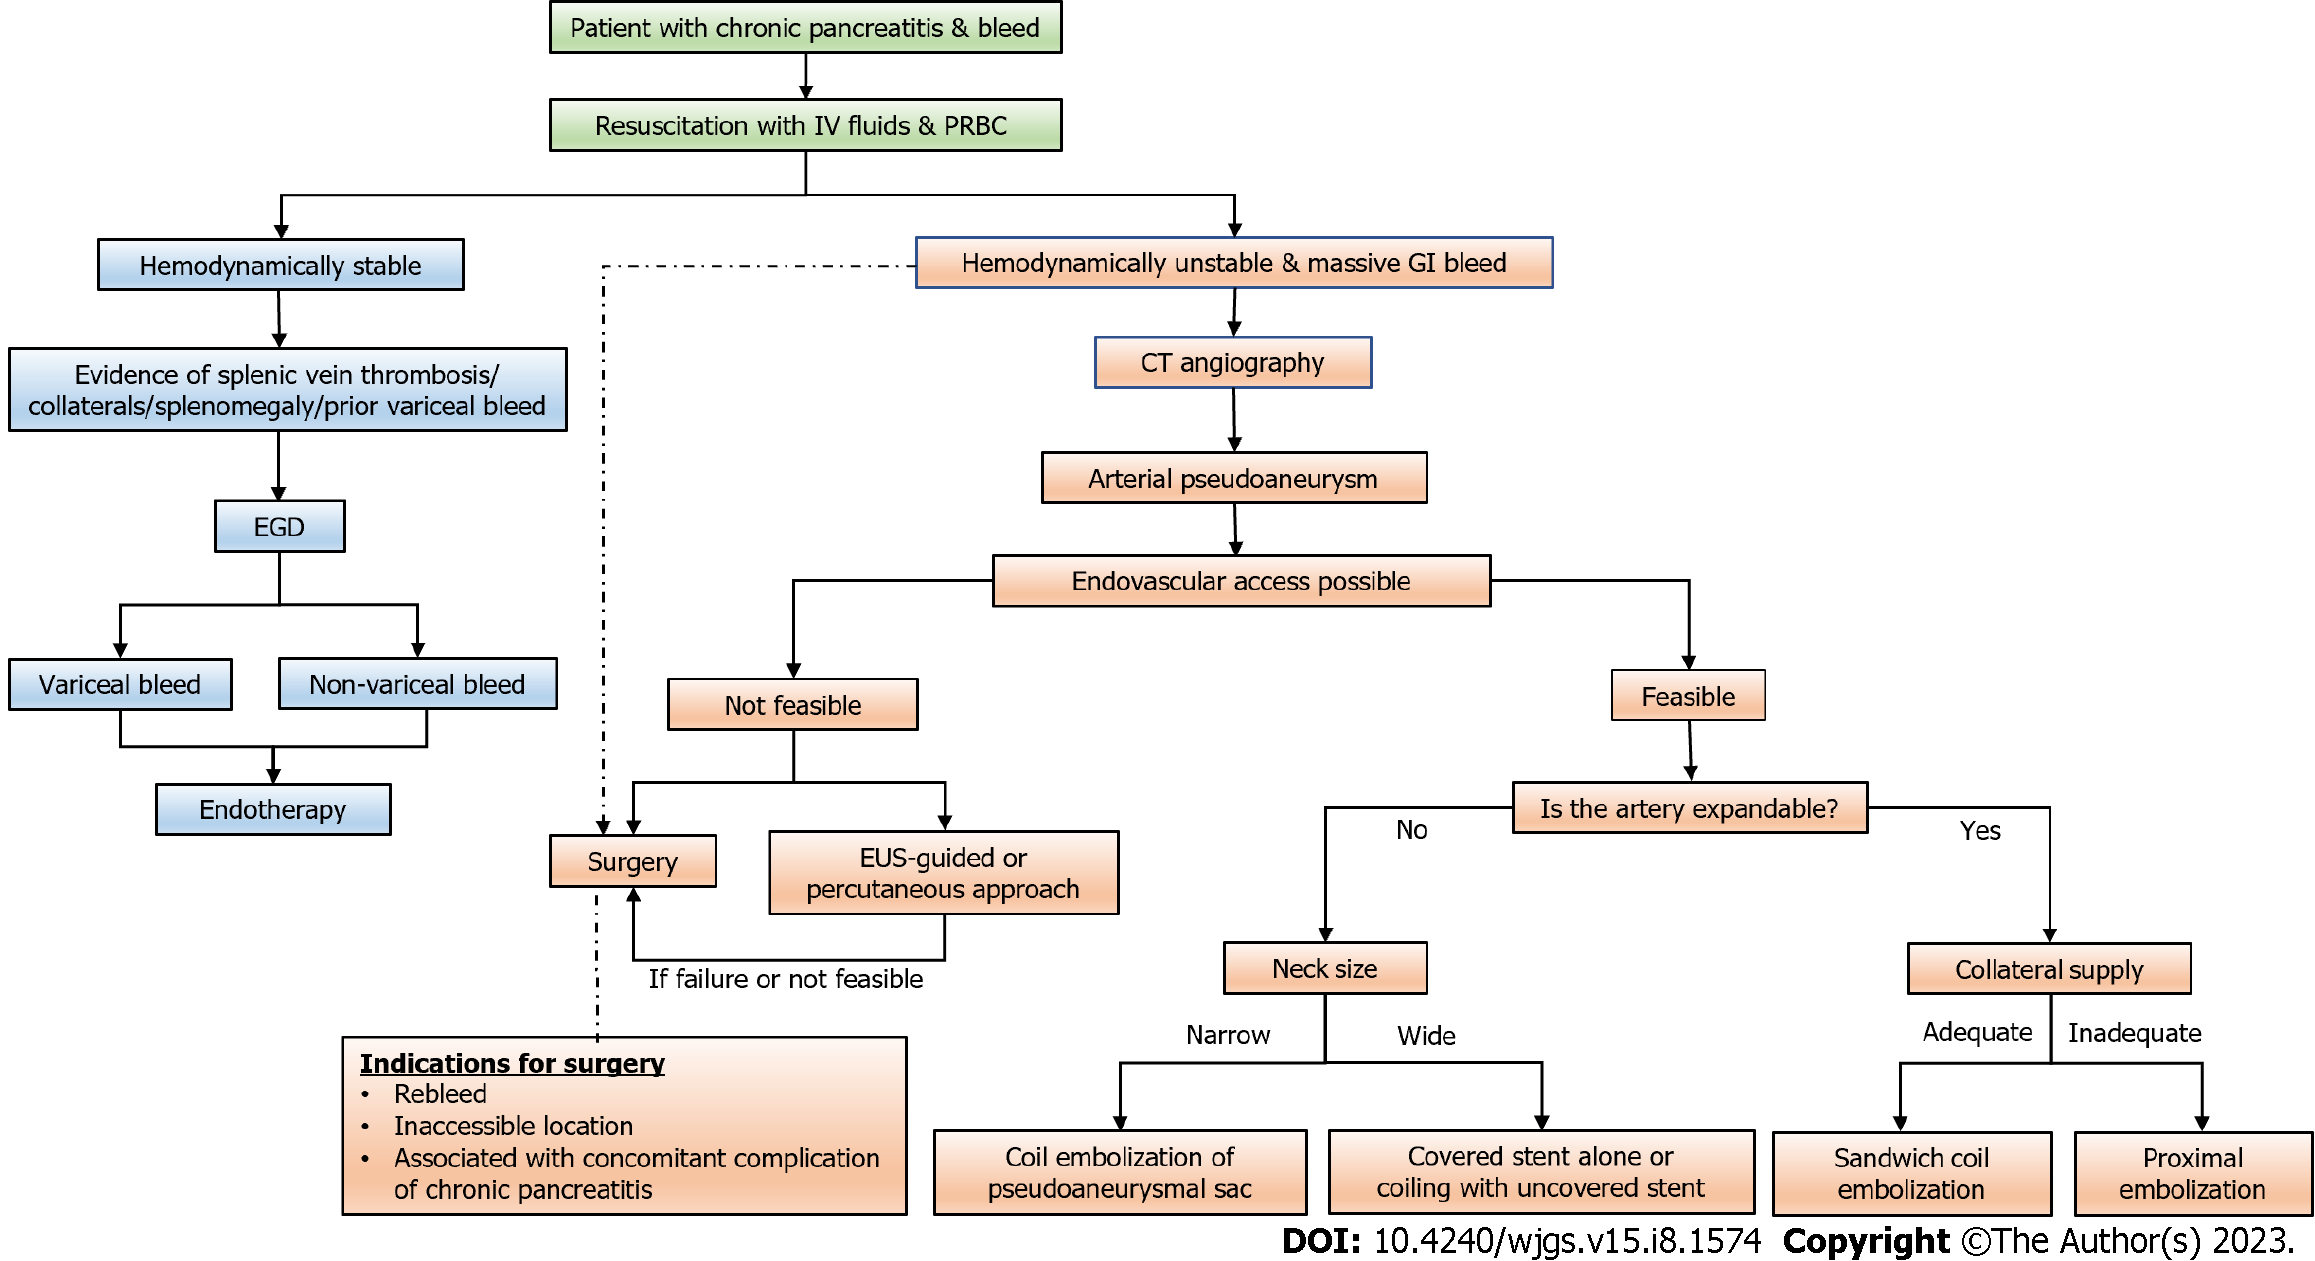 Patient with chronic pancreatitis & bleed
Resuscitation with IV fluids & PRBC
Hemodynamically stable
Hemodynamically unstable & massive GI bleed
Evidence of splenic vein thrombosis/
collaterals/splenomegaly/prior variceal bleed
CT angiography
Arterial pseudoaneurysm
EGD
Endovascular access possible
Variceal bleed
Non-variceal bleed
Not feasible
Feasible
Endotherapy
Is the artery expandable?
No
Yes
Surgery
EUS-guided or
percutaneous approach
If failure or not feasible
Neck size
Collateral supply
Narrow
Wide
Adequate
Inadequate
Indications for surgery
• Rebleed
• Inaccessible location
• Associated with concomitant complication
of chronic pancreatitis
Coil embolization of
pseudoaneurysmal sac
Covered stent alone or
coiling with uncovered stent
Sandwich coil
embolization
Proximal
embolization
DOI: 10.4240/wjgs.v15.i8.1574 Copyright ©The Author(s) 2023.